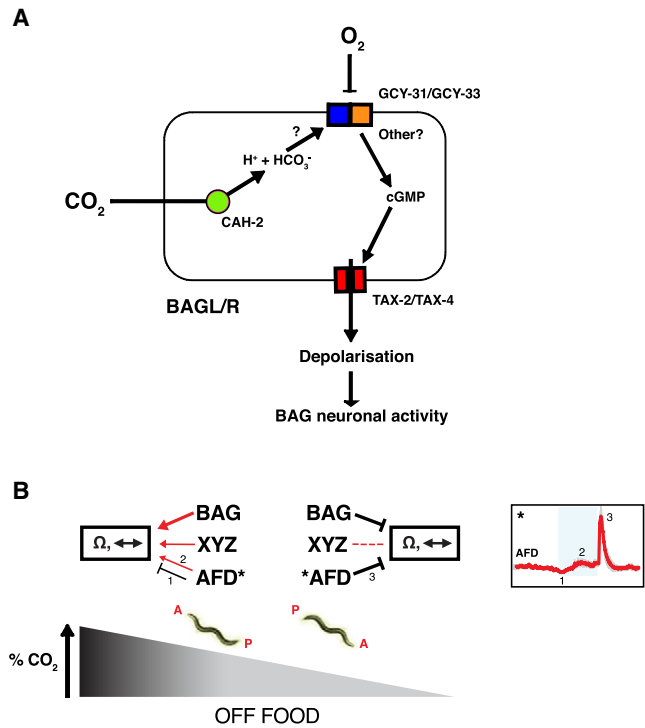 A
O₂
GCY-31/GCY-33
Other?
?
H⁺ + HCO₃⁻
cGMP
CO₂
CAH-2
BAGL/R
TAX-2/TAX-4
Depolarisation
BAG neuronal activity
B
BAG
XYZ
AFD*
Ω, ↔
2
1
BAG
XYZ
*AFD
3
Ω, ↔
*
AFD
1
2
3
A
P
P
A
% CO₂
OFF FOOD